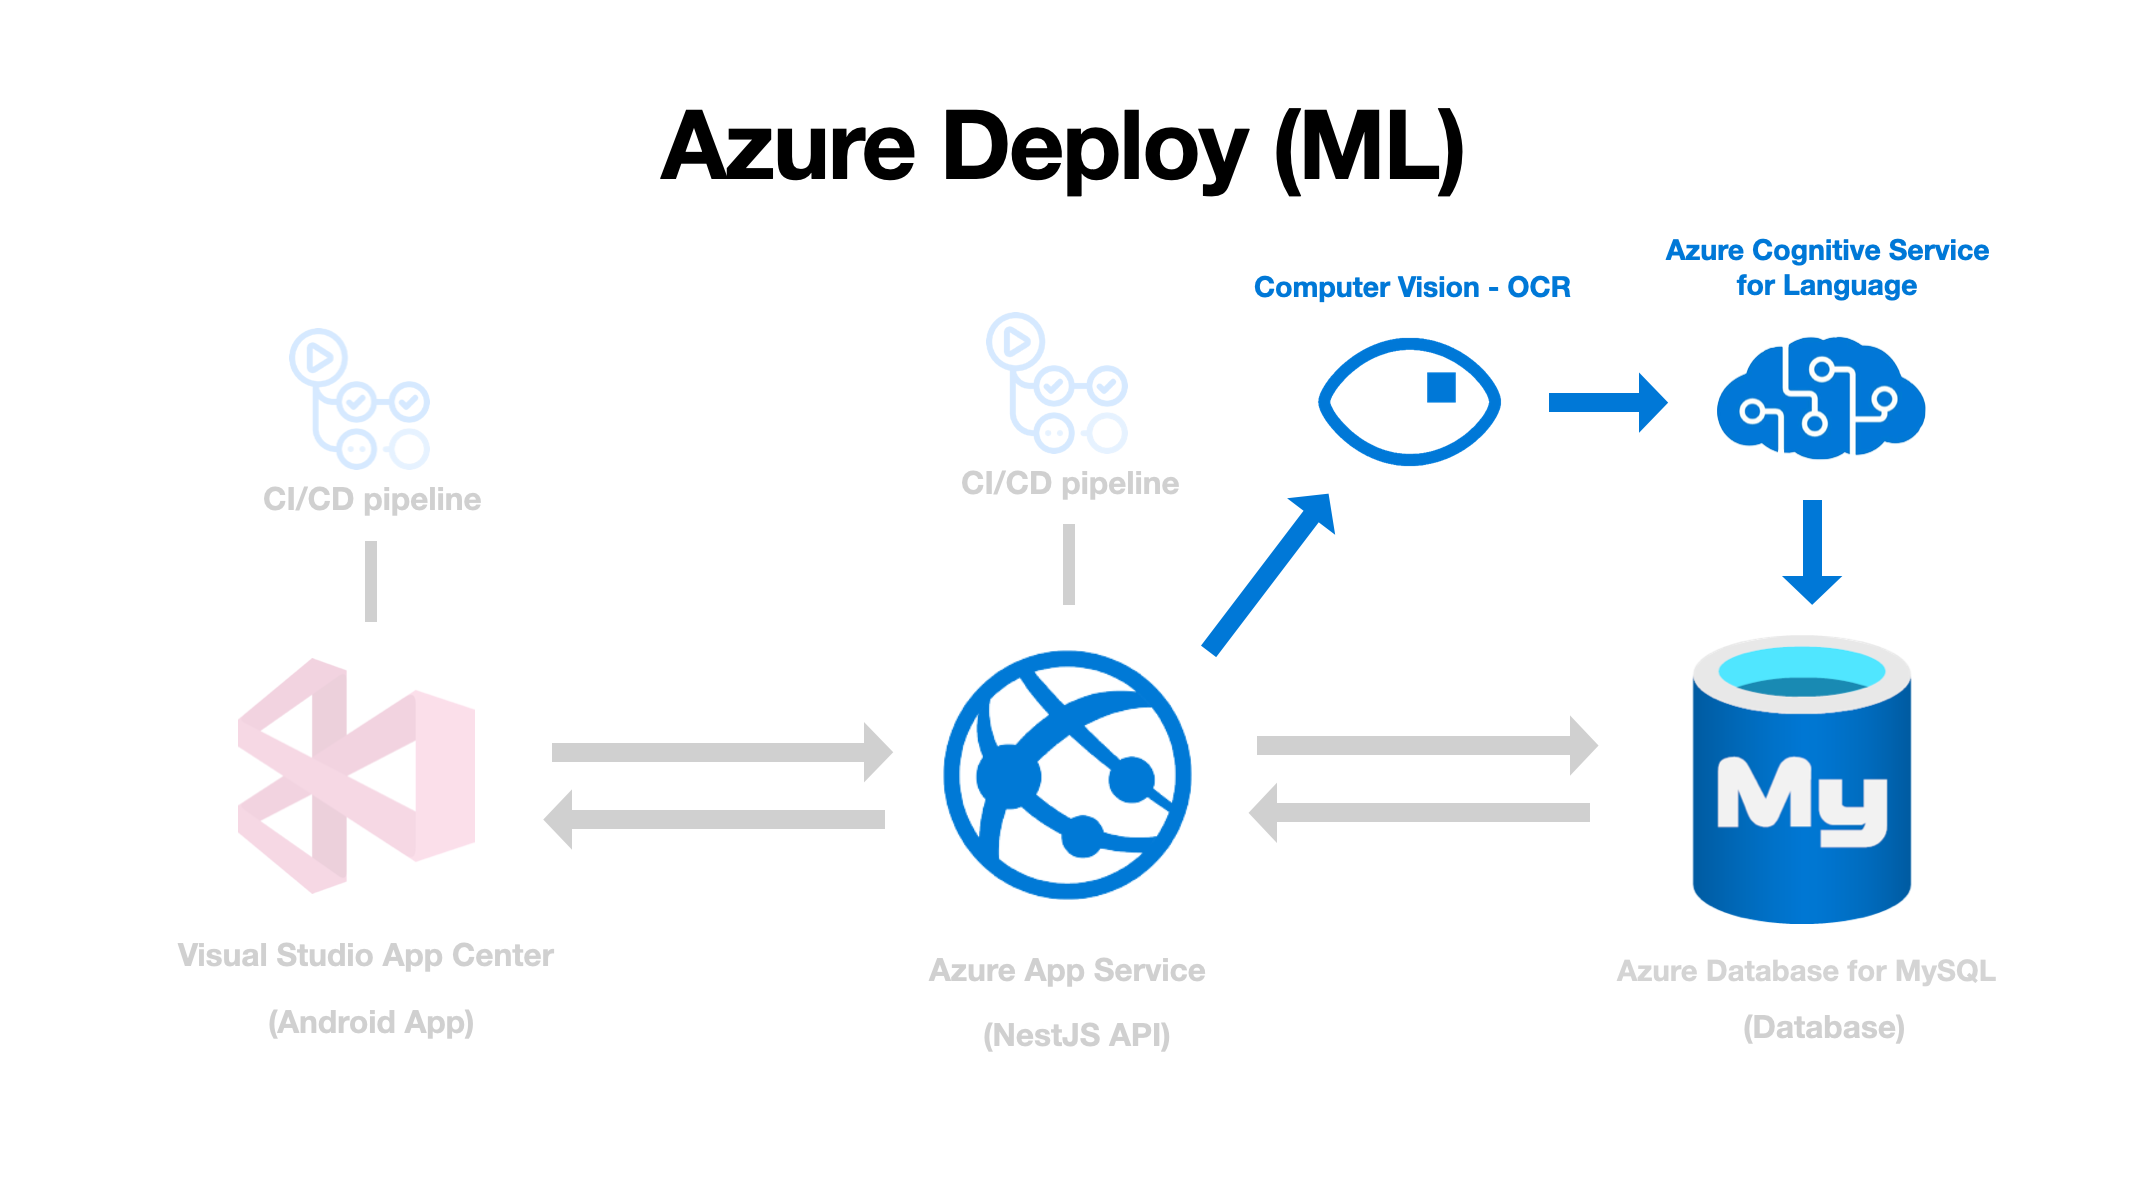 Azure Deploy (ML)
Azure Cognitive Service
for Language
Computer Vision - OCR
CI/CD pipeline
CI/CD pipeline
My
Visual Studio App Center
(Android App)
Azure App Service
(NestJS API)
Azure Database for MySQL
(Database)